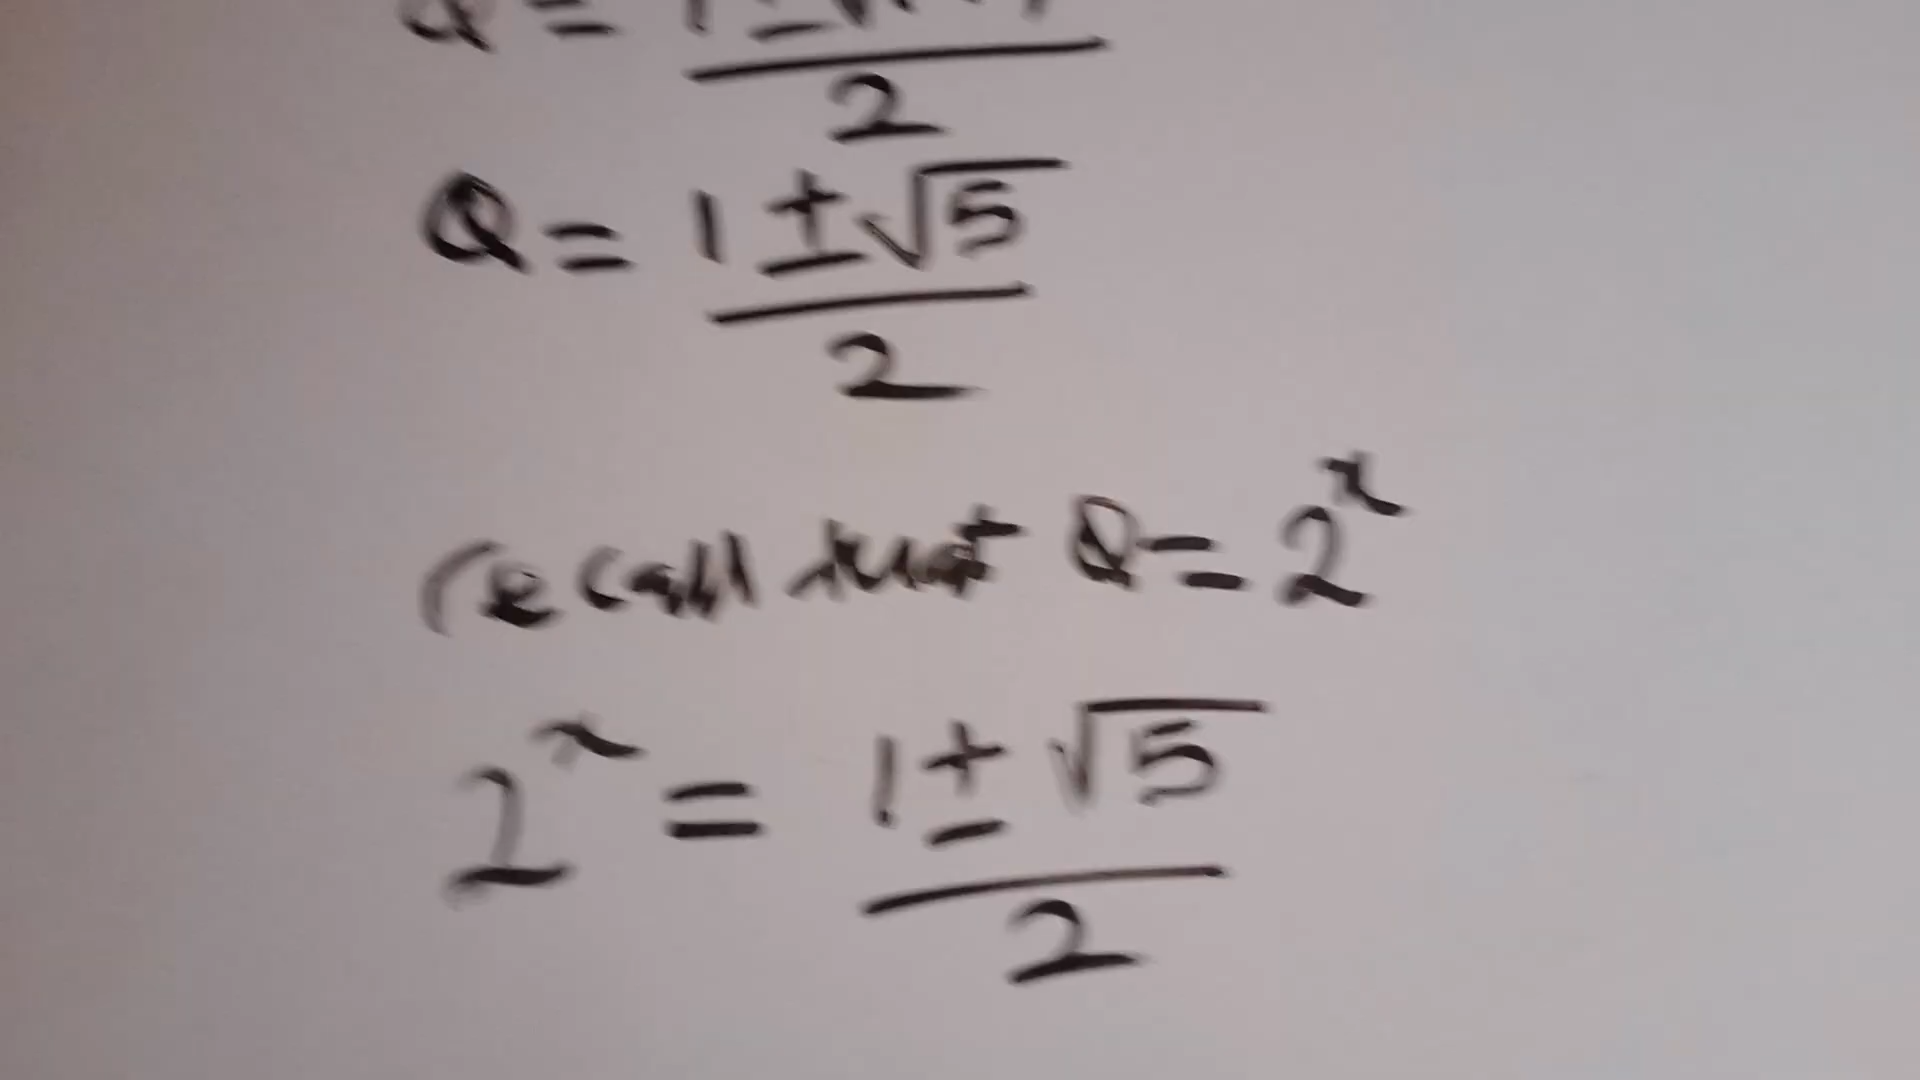 2
Q = 1 ± √5
2
recall that Q = 2^x
2^x = 1 ± √5
2